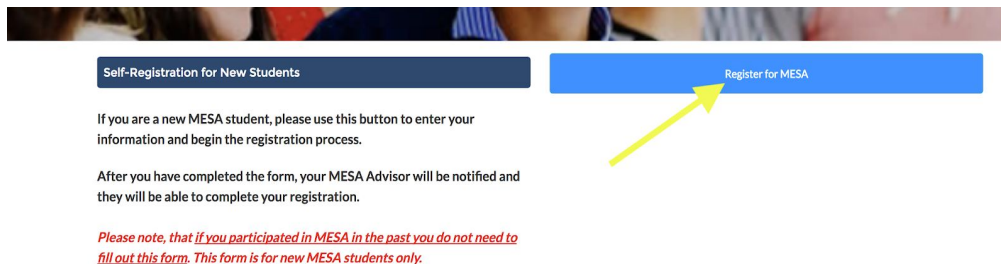 Self-Registration for New Students
Register for MESA
If you are a new MESA student, please use this button to enter your
information and begin the registration process.
After you have completed the form, your MESA Advisor will be notified and
they will be able to complete your registration.
Please note, that if you participated in MESA in the past you do not need to
fill out this form. This form is for new MESA students only.